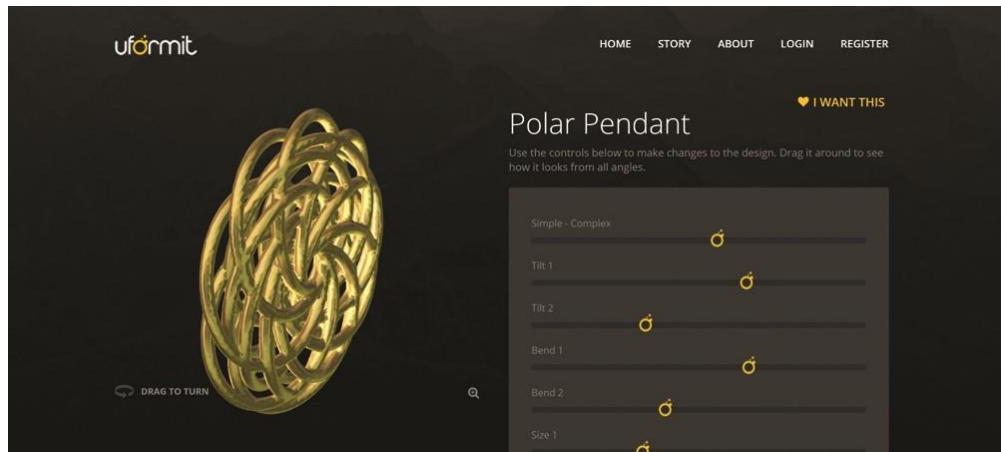 uformit
HOME STORY ABOUT LOGIN REGISTER
I WANT THIS
Polar Pendant
Use the controls below to make changes to the design. Drag it around to see
how it looks from all angles.
Simple - Complex
Tilt 1
Tilt 2
Bend 1
Bend 2
Size 1
DRAG TO TURN